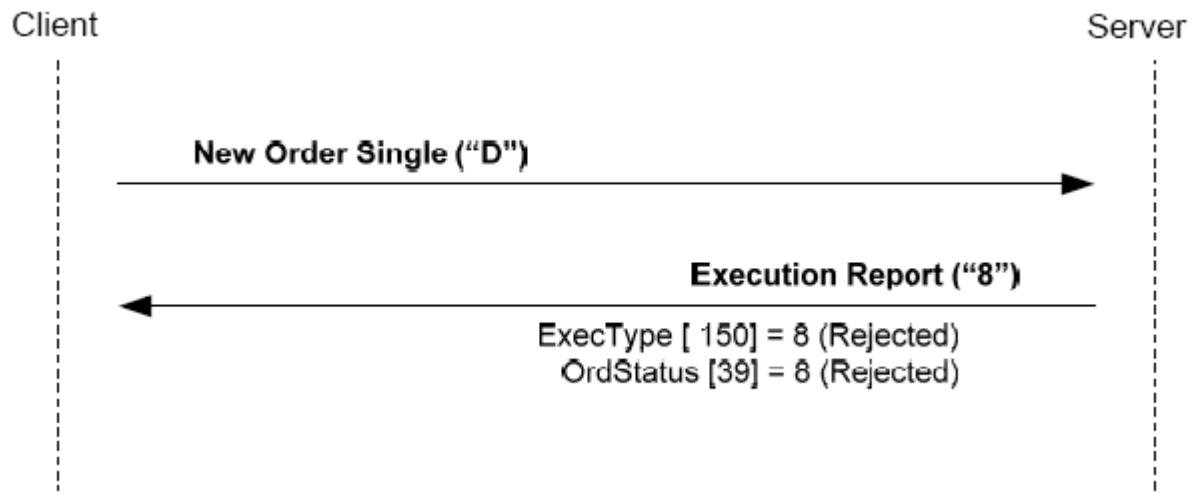 Client
Server
New Order Single (“D”)
Execution Report (“8”)
ExecType [ 150] = 8 (Rejected)
OrdStatus [39] = 8 (Rejected)